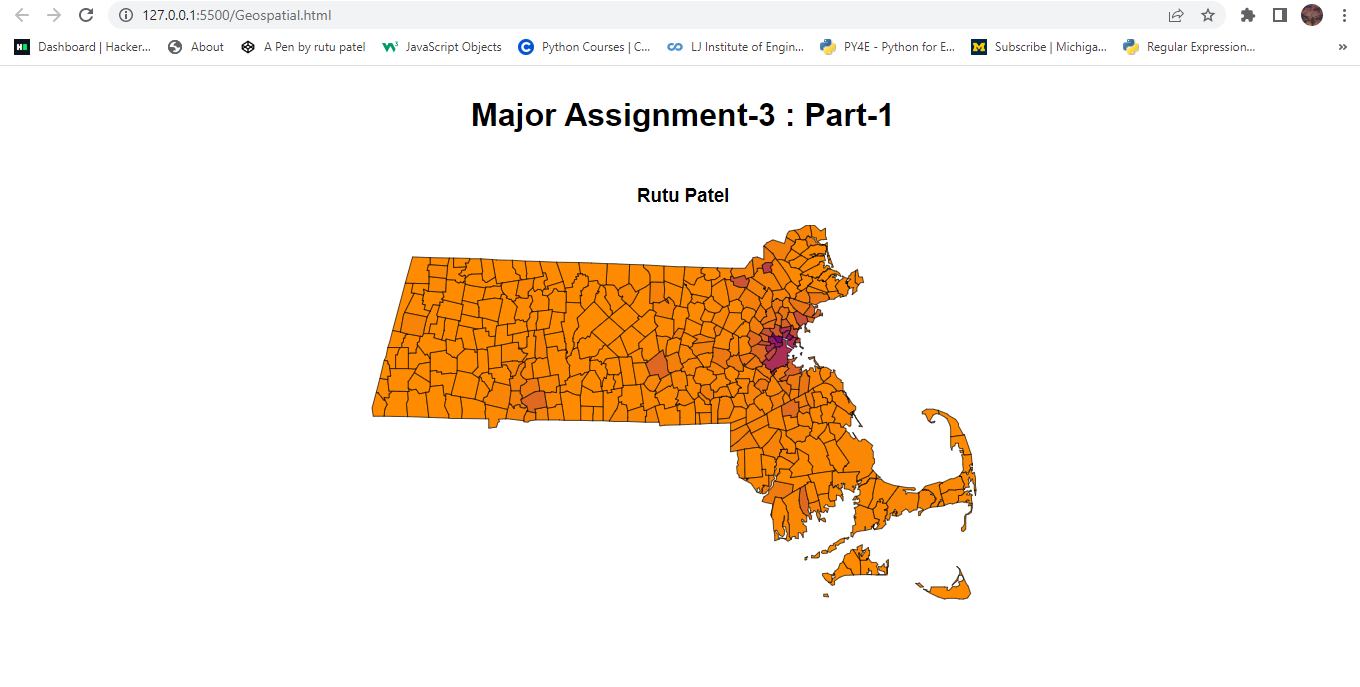 127.0.0.1:5500/Geospatial.html
Dashboard | Hacker... About A Pen by rutu patel JavaScript Objects Python Courses | C... LJ Institute of Engin... PY4E - Python for E... Subscribe | Michiga... Regular Expression... »
Major Assignment-3 : Part-1
Rutu Patel